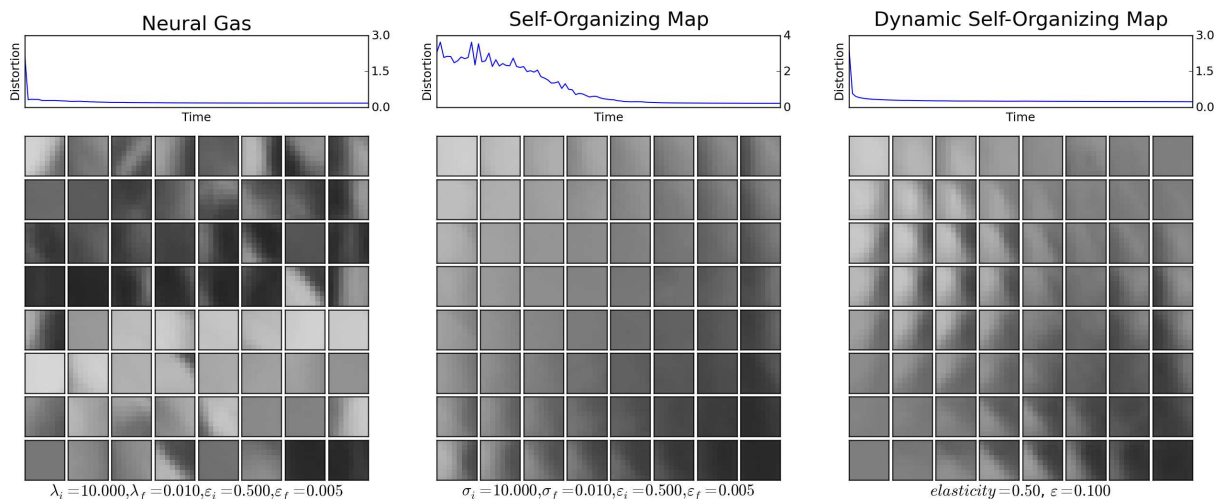 Neural Gas
Distortion
3.0
1.5
0.0
Time
λi =10.000,λf =0.010,εi =0.500,εf =0.005
Self-Organizing Map
Distortion
4
2
0
Time
σi =10.000,σf =0.010,εi =0.500,εf =0.005
Dynamic Self-Organizing Map
Distortion
3.0
1.5
0.0
Time
elasticity=0.50, ε=0.100